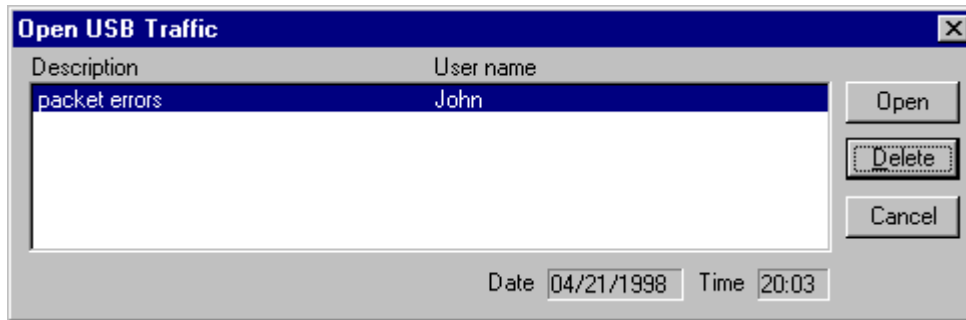 Open USB Traffic
Description User name
packet errors John
Open
Delete
Cancel
Date 04/21/1998 Time 20:03